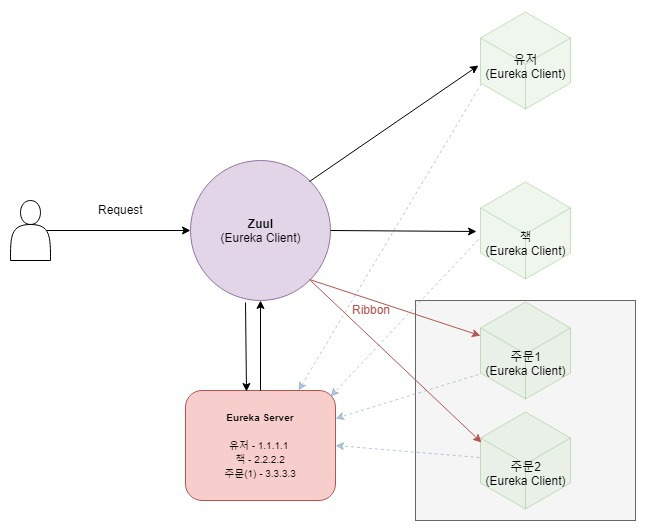 유저
(Eureka Client)
Request
Zuul
(Eureka Client)
책
(Eureka Client)
Ribbon
주문1
(Eureka Client)
Eureka Server
유저 - 1.1.1.1
책 - 2.2.2.2
주문(1) - 3.3.3.3
주문2
(Eureka Client)